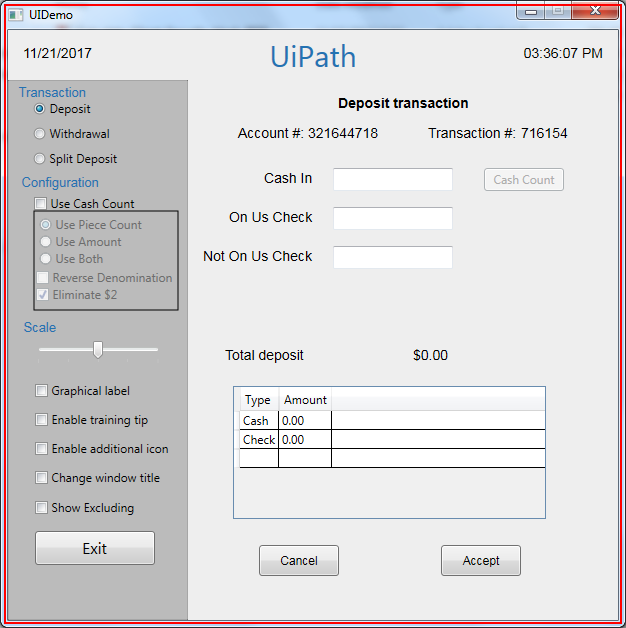 UIDemo
11/21/2017
UiPath
03:36:07 PM
Transaction
Deposit
Withdrawal
Split Deposit
Configuration
Use Cash Count
Use Piece Count
Use Amount
Use Both
Reverse Denomination
Eliminate $2
Scale
Graphical label
Enable training tip
Enable additional icon
Change window title
Show Excluding
Exit
Deposit transaction
Account #: 321644718 Transaction #: 716154
Cash In
Cash Count
On Us Check
Not On Us Check
Total deposit $0.00
Type Amount
Cash 0.00
Check 0.00
Cancel Accept